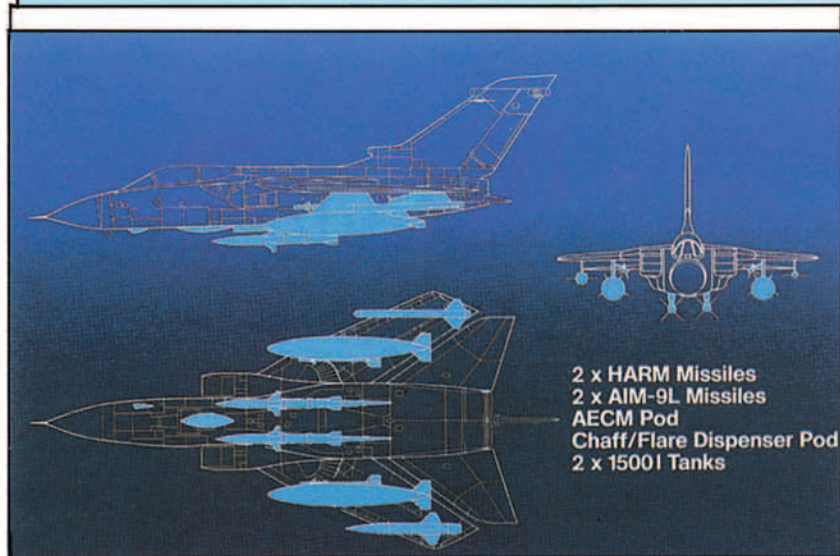 2 x HARM Missiles
2 x AIM-9L Missiles
AECM Pod
Chaff/Flare Dispenser Pod
2 x 1500 l Tanks